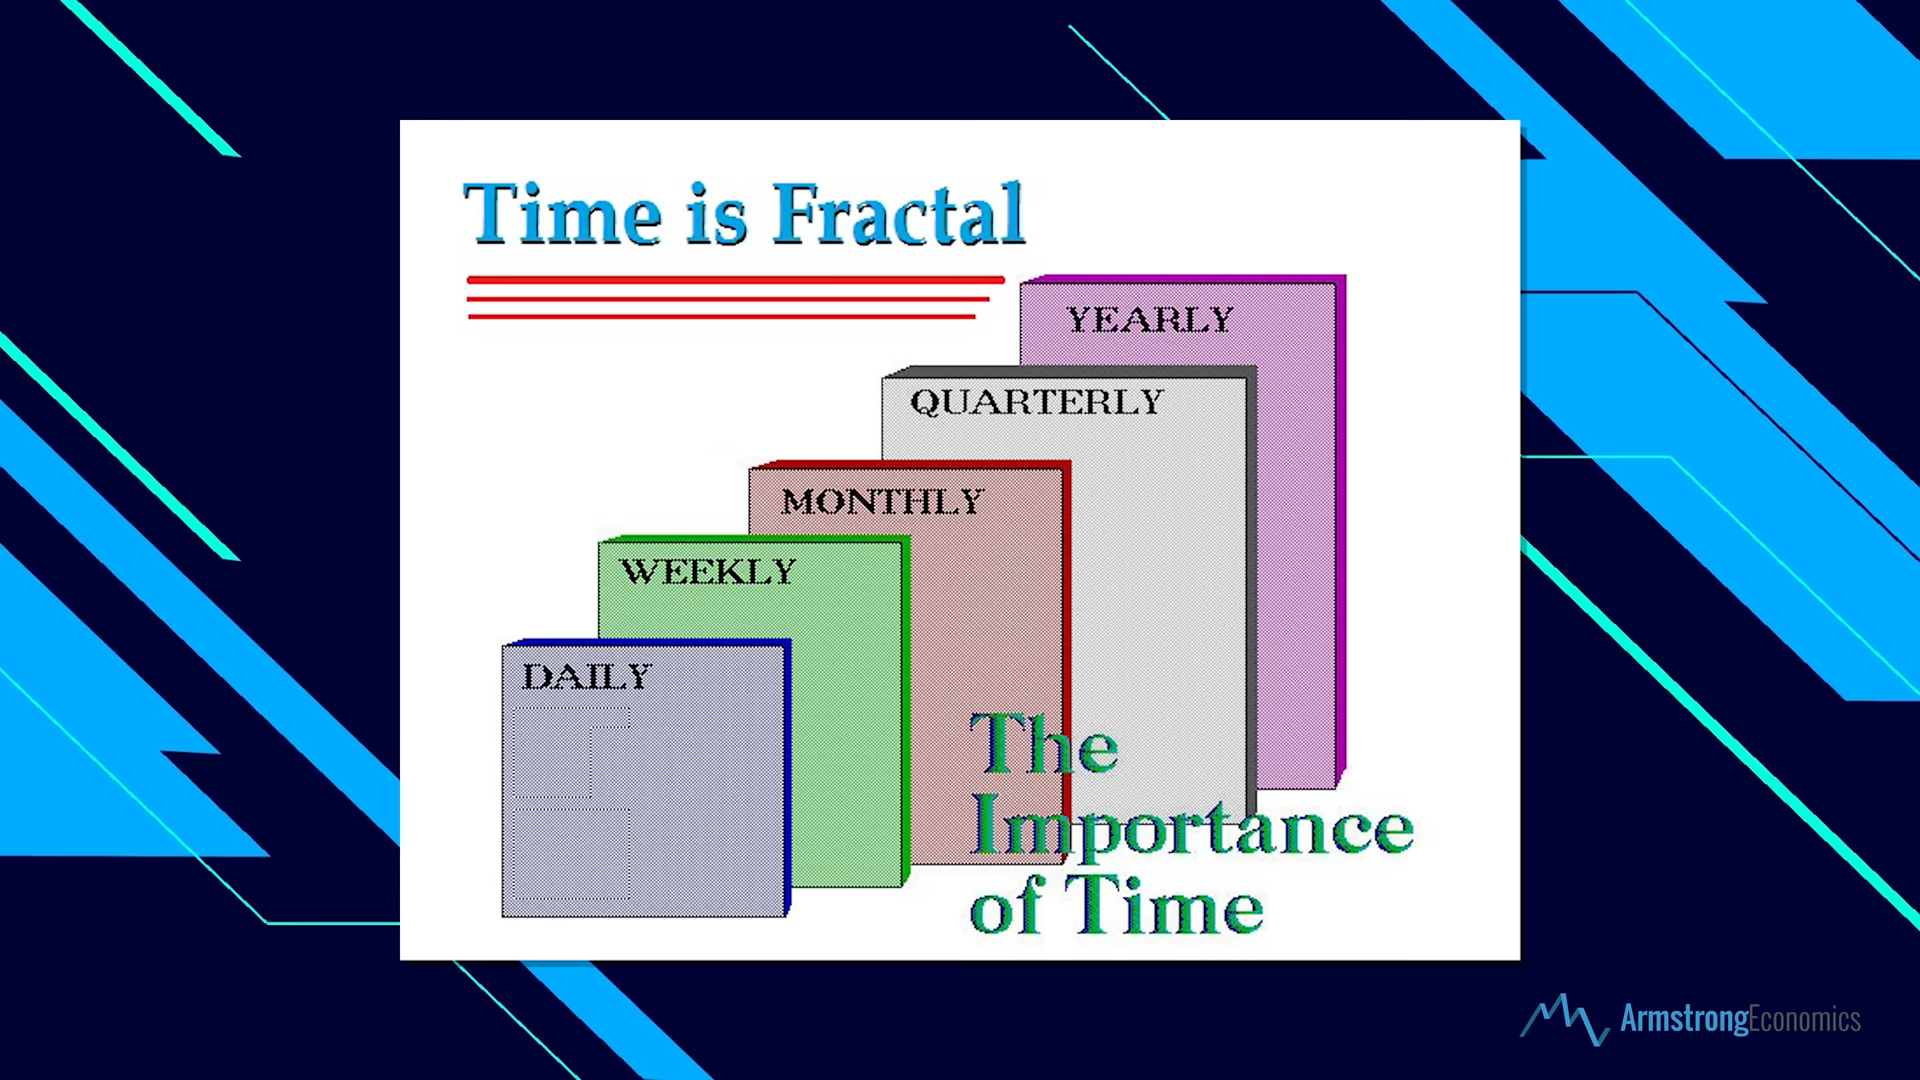 Time is Fractal
YEARLY
QUARTERLY
MONTHLY
WEEKLY
DAILY
The
Importance
of Time
ArmstrongEconomics